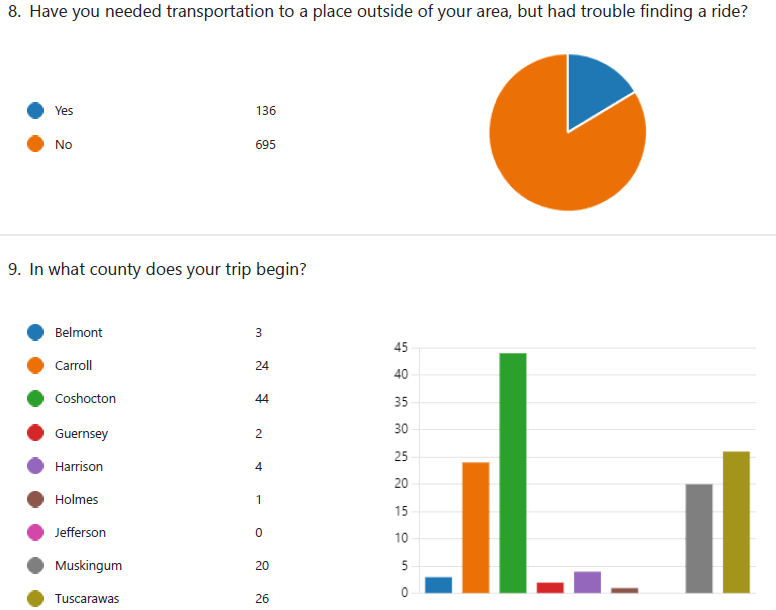 8. Have you needed transportation to a place outside of your area, but had trouble finding a ride?
Yes 136
No 695
9. In what county does your trip begin?
Belmont 3
Carroll 24
Coshocton 44
Guernsey 2
Harrison 4
Holmes 1
Jefferson 0
Muskingum 20
Tuscarawas 26
45
40
35
30
25
20
15
10
5
0